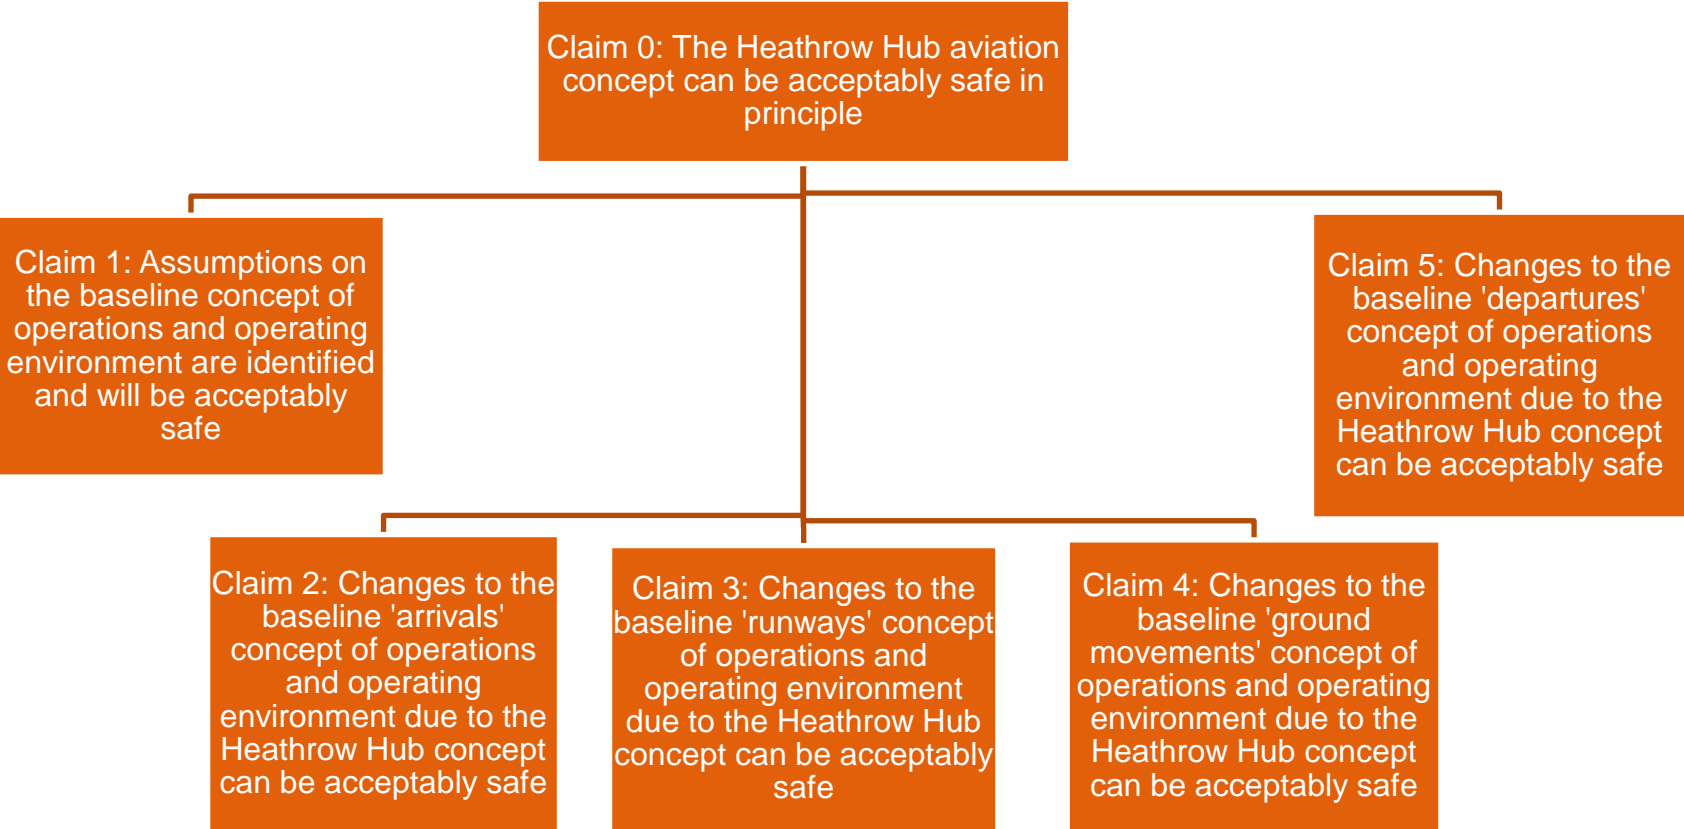 Claim 0: The Heathrow Hub aviation
concept can be acceptably safe in
principle
Claim 1: Assumptions on
the baseline concept of
operations and operating
environment are identified
and will be acceptably
safe
Claim 5: Changes to the
baseline 'departures'
concept of operations
and operating
environment due to the
Heathrow Hub concept
can be acceptably safe
Claim 2: Changes to the
baseline 'arrivals'
concept of operations
and operating
environment due to the
Heathrow Hub concept
can be acceptably safe
Claim 3: Changes to the
baseline 'runways' concept
of operations and
operating environment
due to the Heathrow Hub
concept can be acceptably
safe
Claim 4: Changes to the
baseline 'ground
movements' concept of
operations and operating
environment due to the
Heathrow Hub concept
can be acceptably safe